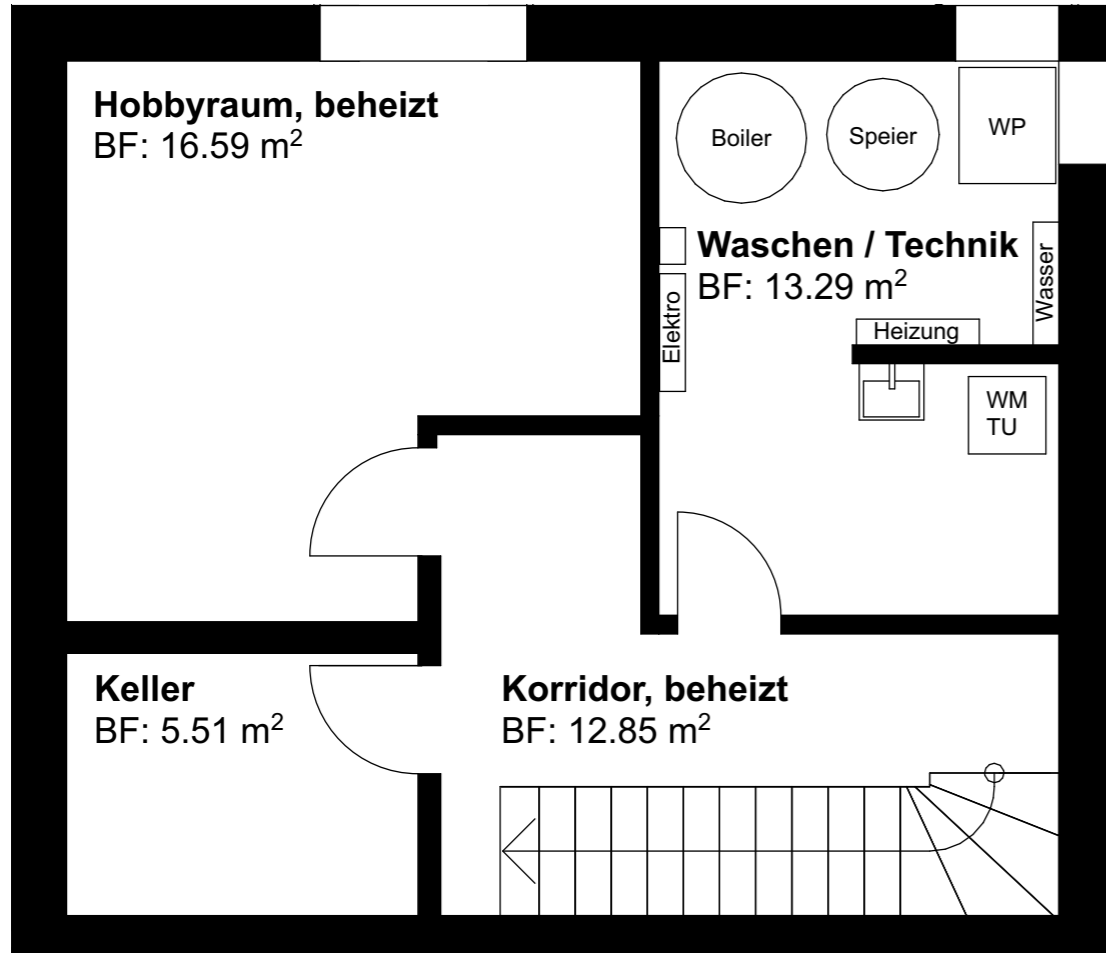 Hobbyraum, beheizt
BF: 16.59 m²
Boiler
Speier
WP
Waschen / Technik
BF: 13.29 m²
Elektro
Wasser
Heizung
WM
TU
Keller
BF: 5.51 m²
Korridor, beheizt
BF: 12.85 m²